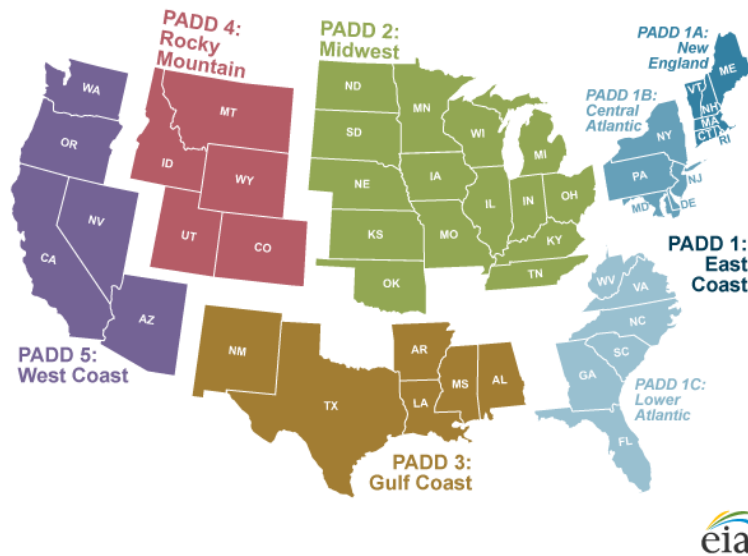 PADD 4:
Rocky
Mountain
PADD 2:
Midwest
PADD 1A:
New
England
PADD 1B:
Central
Atlantic
WA
OR
CA
NV
AZ
PADD 5:
West Coast
MT
ID
WY
UT
CO
ND
SD
NE
KS
OK
MN
IA
MO
WI
IL
MI
IN
OH
KY
TN
ME
VT
NH
MA
CT
RI
NY
PA
NJ
MD
DE
PADD 1:
East
Coast
WV
VA
NC
SC
GA
FL
PADD 1C:
Lower
Atlantic
NM
TX
AR
LA
MS
AL
PADD 3:
Gulf Coast
eia